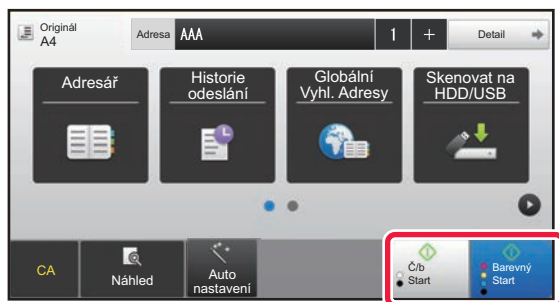 Originál
A4
Adresa AAA 1 + Detail
Adresář
Historie
odeslání
Globální
Vyhl. Adresy
Skenovat na
HDD/USB
CA
Náhled
Auto
nastavení
Č/b
Start
Barevný
Start